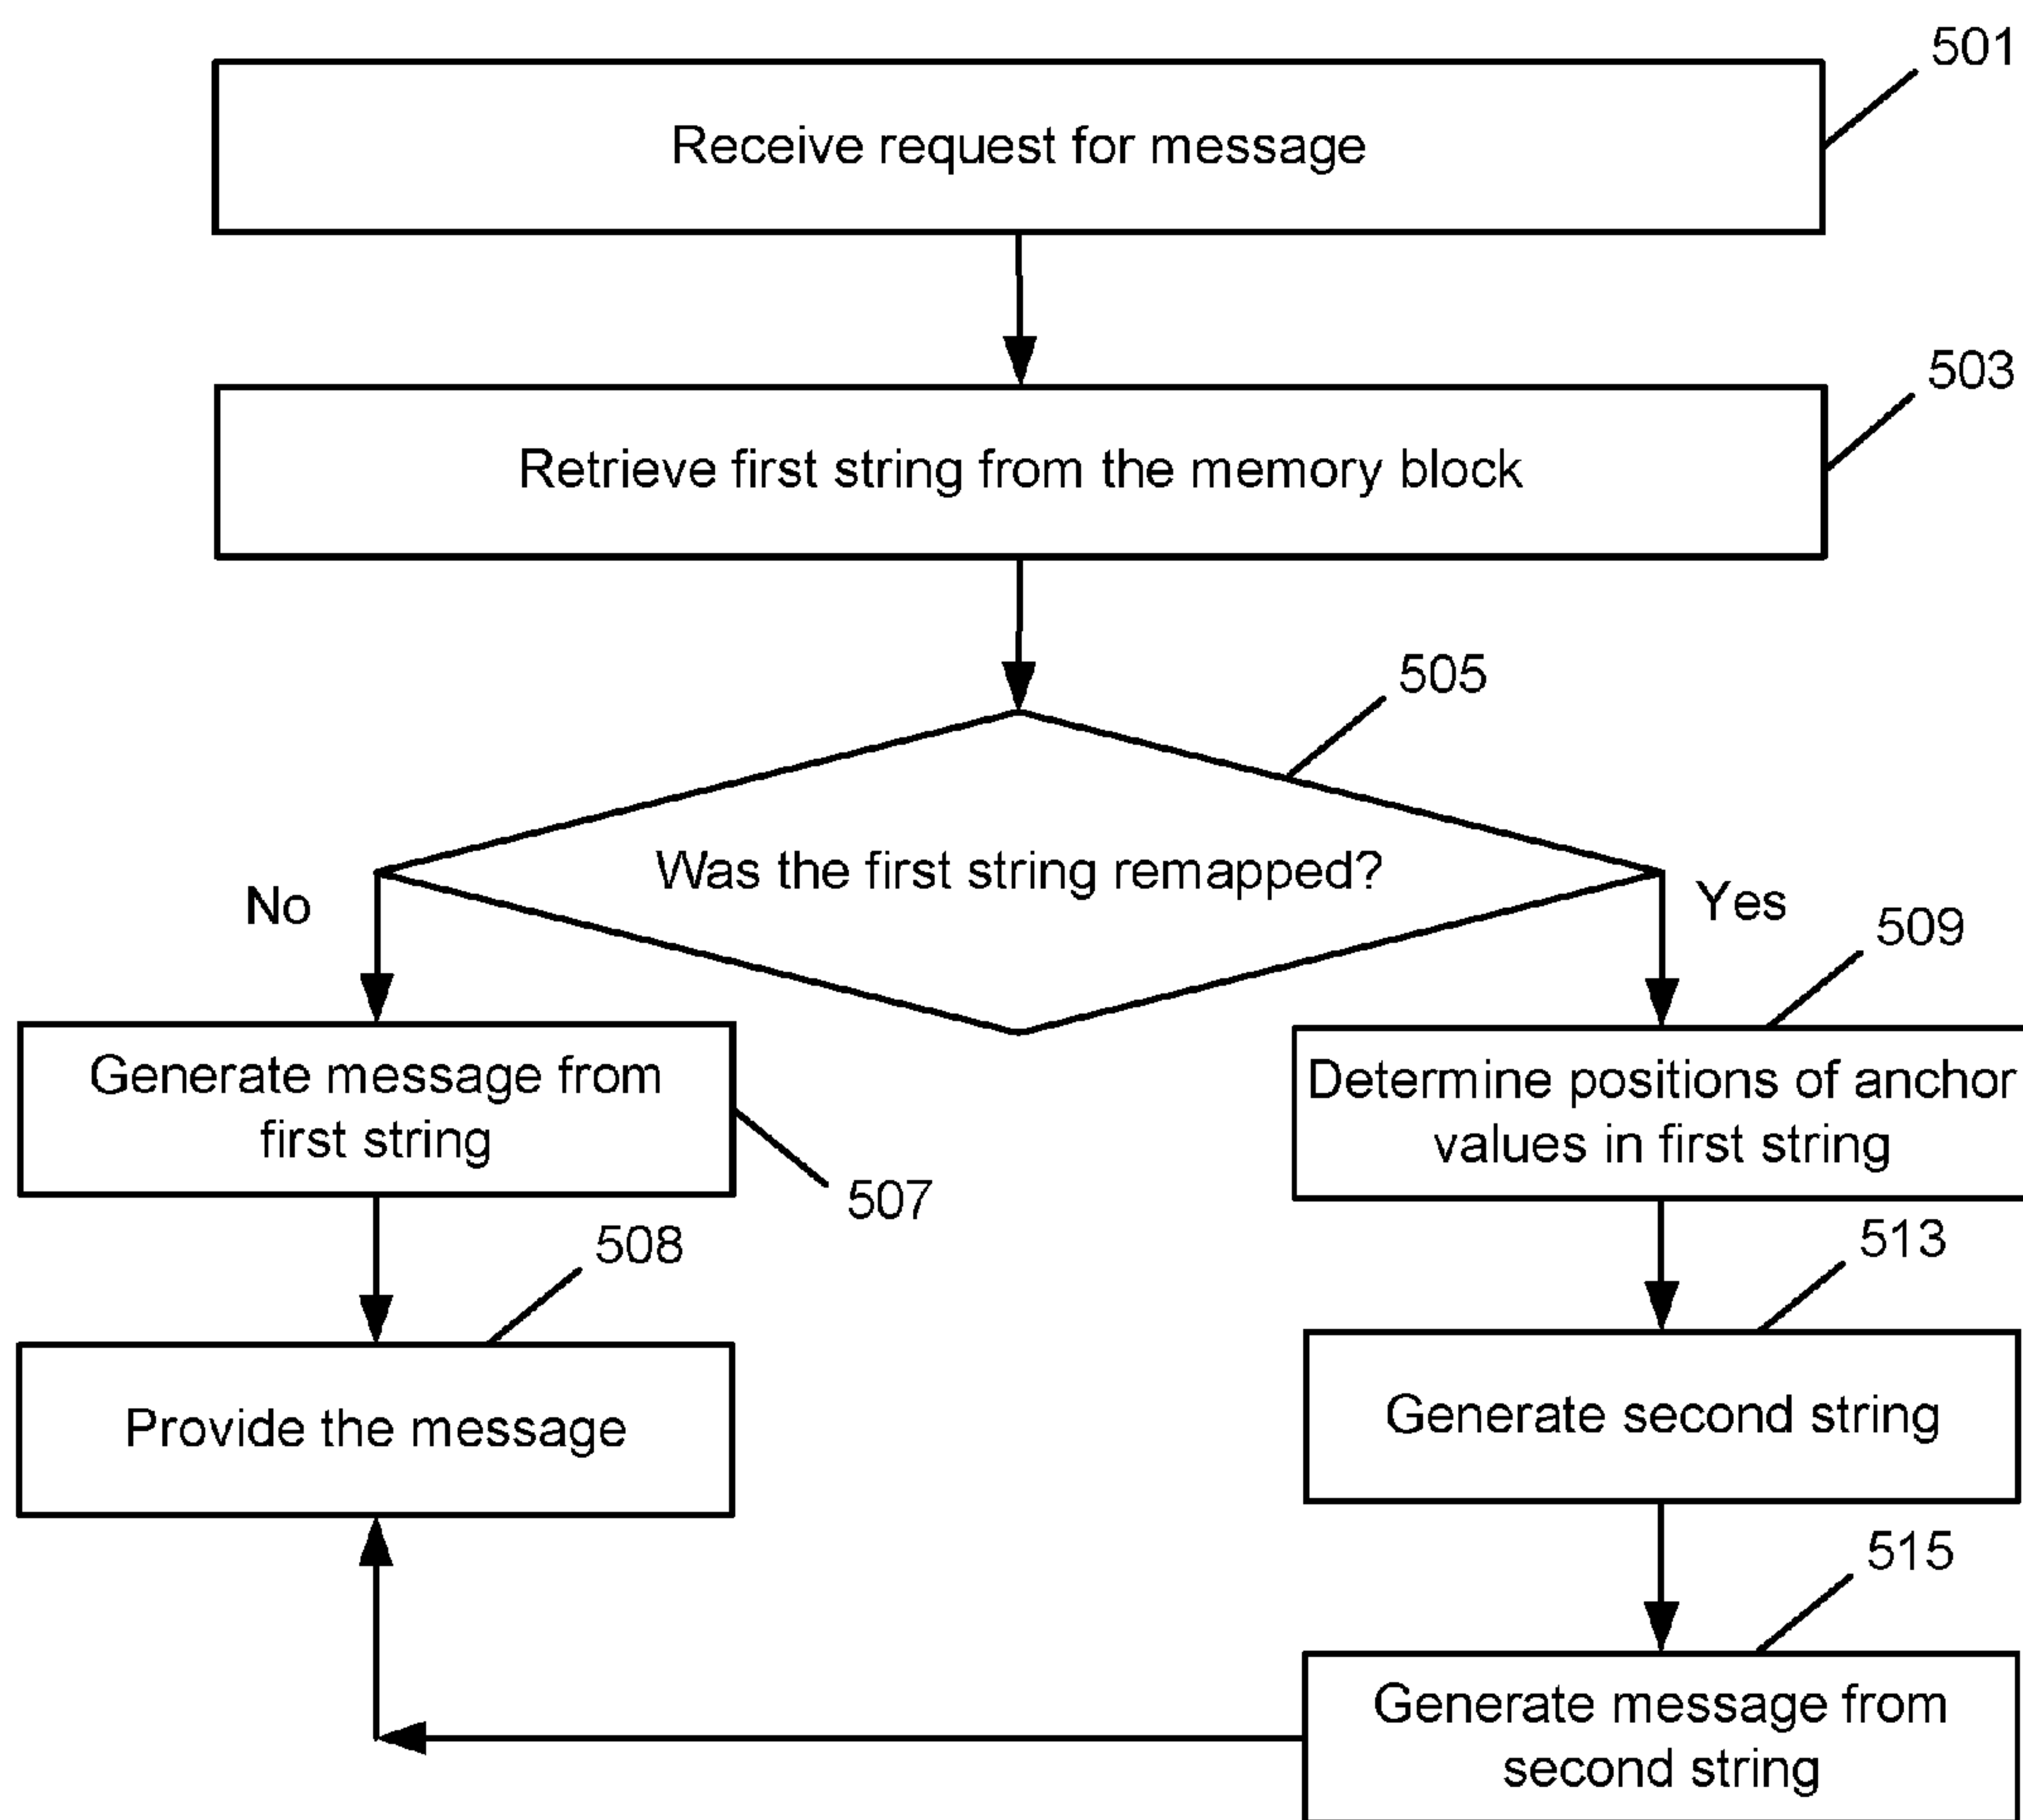 501
Receive request for message
503
Retrieve first string from the memory block
505
Was the first string remapped?
No
Yes
509
Generate message from
first string
507
Determine positions of anchor
values in first string
508
Provide the message
513
Generate second string
515
Generate message from
second string